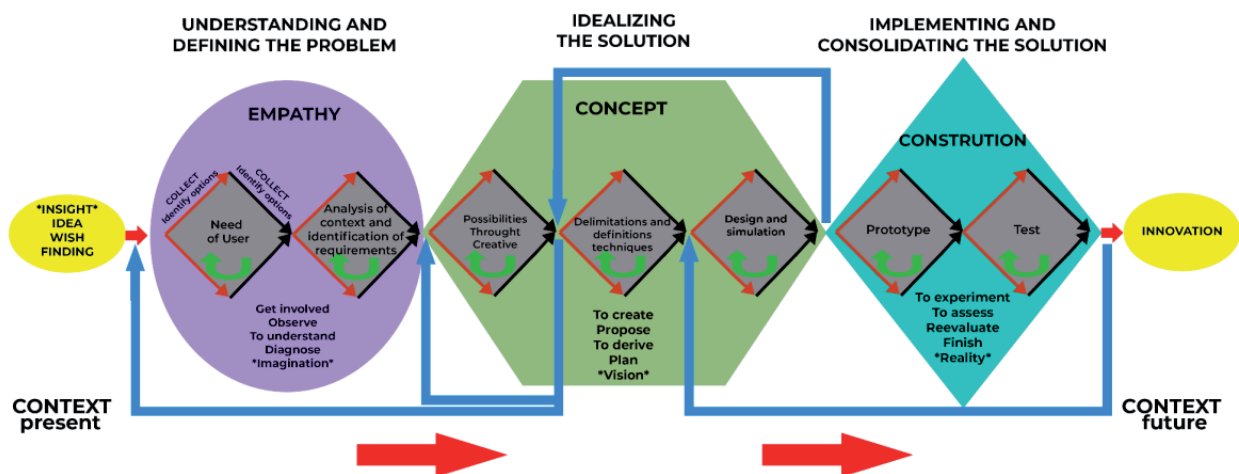 UNDERSTANDING AND
DEFINING THE PROBLEM
IDEALIZING
THE SOLUTION
IMPLEMENTING AND
CONSOLIDATING THE SOLUTION
EMPATHY
CONCEPT
CONSTRUTION
*INSIGHT*
IDEA
WISH
FINDING
COLLECT
Identify options
COLLECT
Identify options
Need
of User
Analysis of
context and
identification of
requirements
Possibilities
Throught
Creative
Delimitations and
definitions
techniques
Design and
simulation
Prototype
Test
INNOVATION
Get involved
Observe
To understand
Diagnose
*Imagination*
To create
Propose
To derive
Plan
*Vision*
To experiment
To assess
Reevaluate
Finish
*Reality*
CONTEXT
present
CONTEXT
future